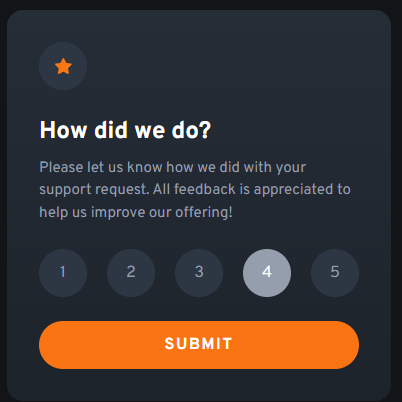 How did we do?
Please let us know how we did with your
support request. All feedback is appreciated to
help us improve our offering!
1 2 3 4 5
SUBMIT